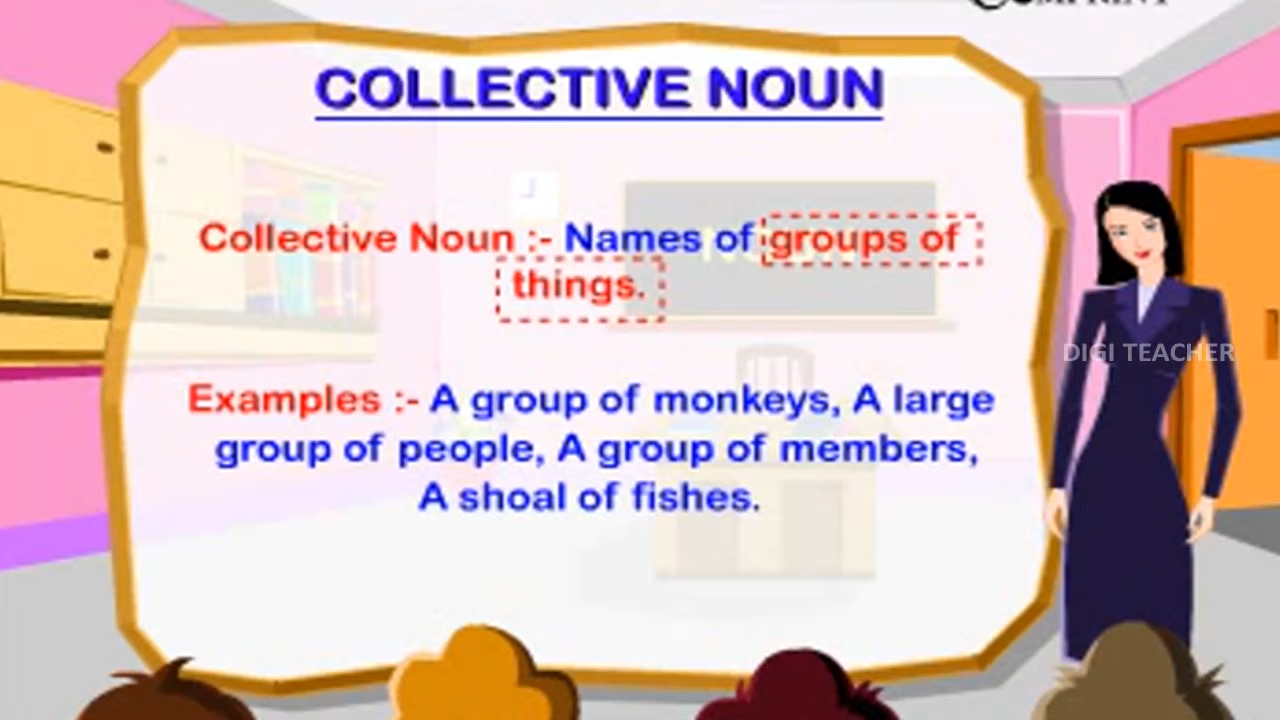 COLLECTIVE NOUN
Collective Noun :- Names of groups of
things.
Examples :- A group of monkeys, A large
group of people, A group of members,
A shoal of fishes.
DIGI TEACHER